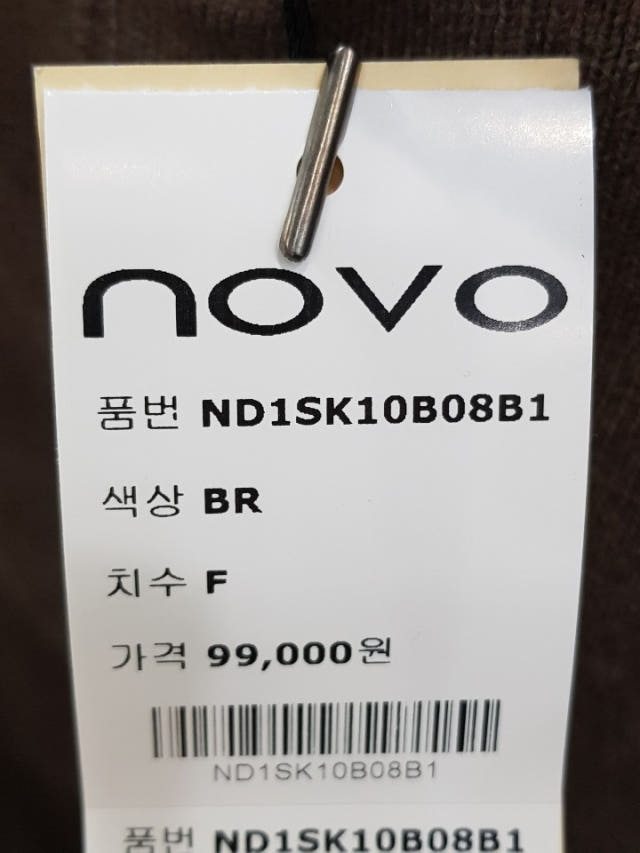 novo
품번 ND1SK10B08B1
색상 BR
치수 F
가격 99,000원
ND1SK10B08B1
품번 ND1SK10B08B1